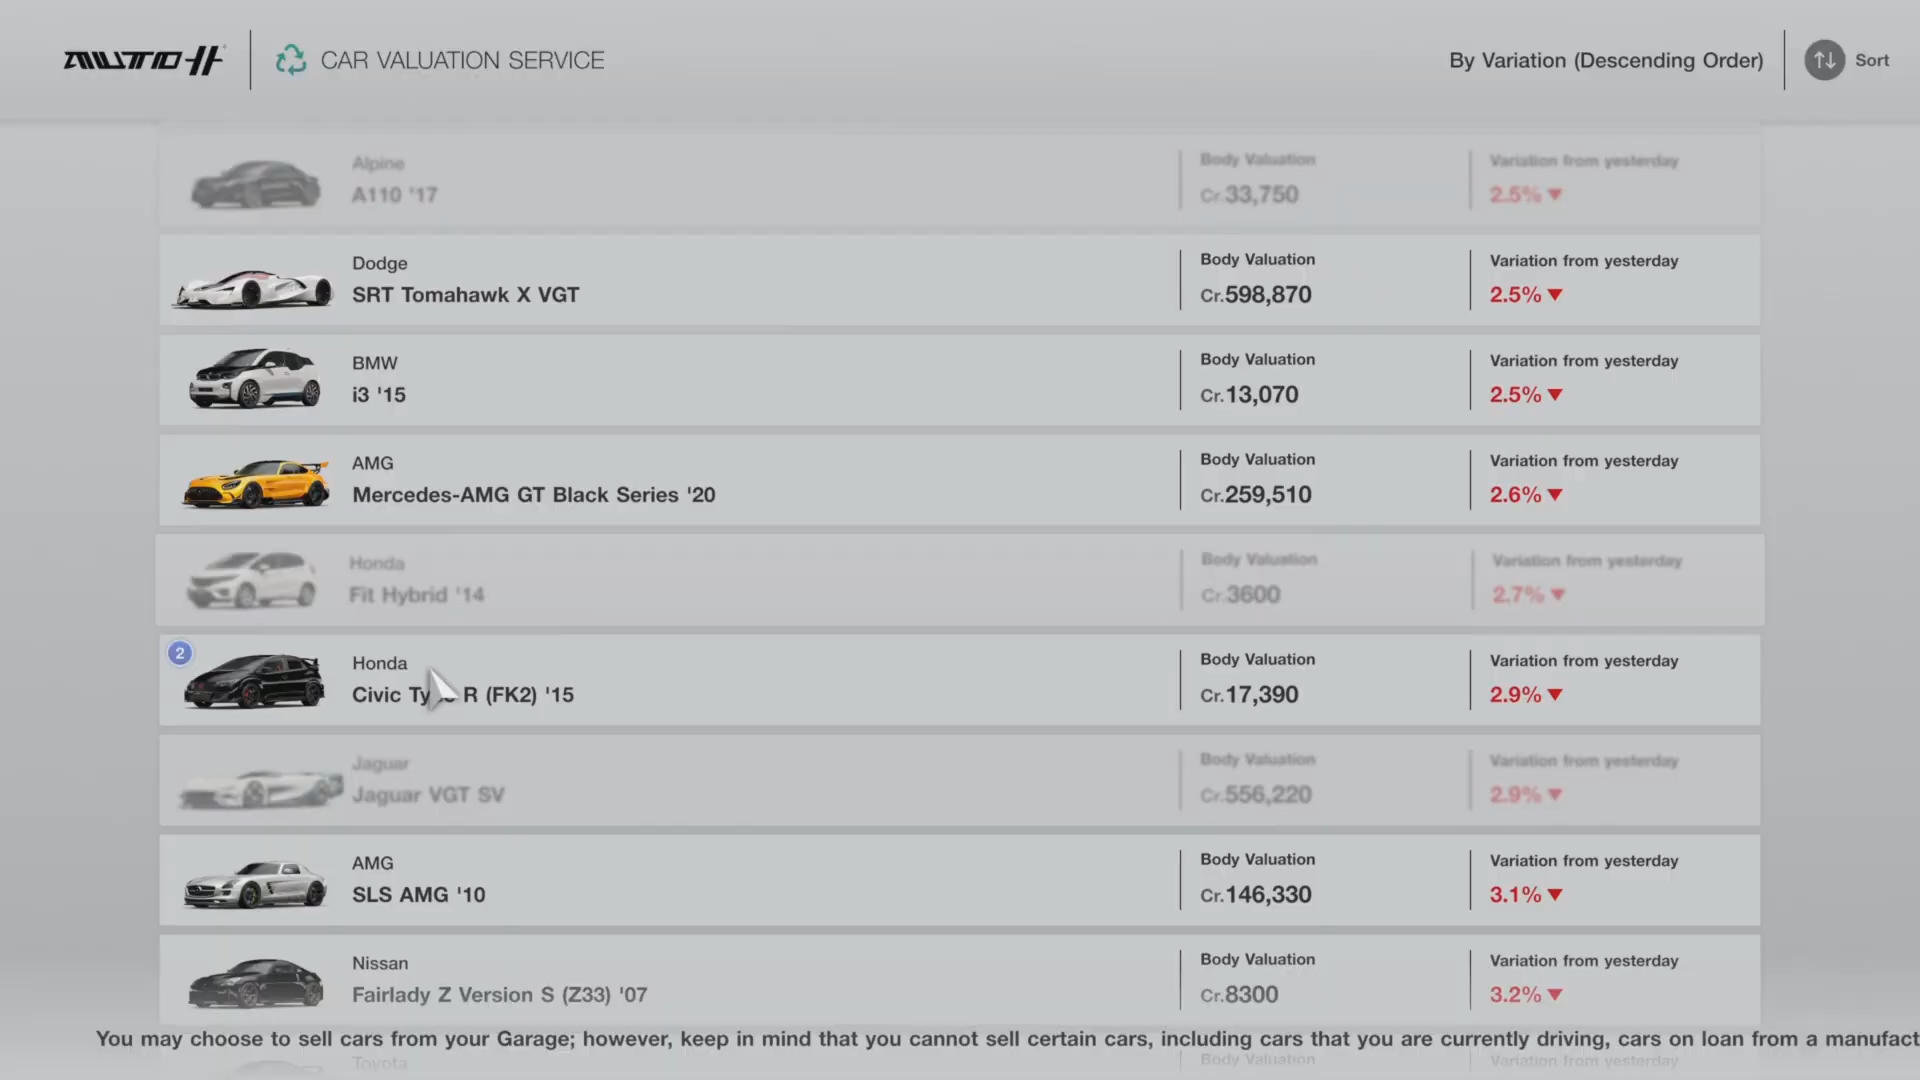 AUTO-H
CAR VALUATION SERVICE
By Variation (Descending Order)
Sort
Alpine
A110 '17
Body Valuation
Cr.33,750
Variation from yesterday
2.5% ▼
Dodge
SRT Tomahawk X VGT
Body Valuation
Cr.598,870
Variation from yesterday
2.5% ▼
BMW
i3 '15
Body Valuation
Cr.13,070
Variation from yesterday
2.5% ▼
AMG
Mercedes-AMG GT Black Series '20
Body Valuation
Cr.259,510
Variation from yesterday
2.6% ▼
Honda
Fit Hybrid '14
Body Valuation
Cr.3600
Variation from yesterday
2.7% ▼
2
Honda
Civic Type R (FK2) '15
Body Valuation
Cr.17,390
Variation from yesterday
2.9% ▼
Jaguar
Jaguar VGT SV
Body Valuation
Cr.556,220
Variation from yesterday
2.9% ▼
AMG
SLS AMG '10
Body Valuation
Cr.146,330
Variation from yesterday
3.1% ▼
Nissan
Fairlady Z Version S (Z33) '07
Body Valuation
Cr.8300
Variation from yesterday
3.2% ▼
You may choose to sell cars from your Garage; however, keep in mind that you cannot sell certain cars, including cars that you are currently driving, cars on loan from a manufact
Toyota
Body Valuation
Variation from yesterday